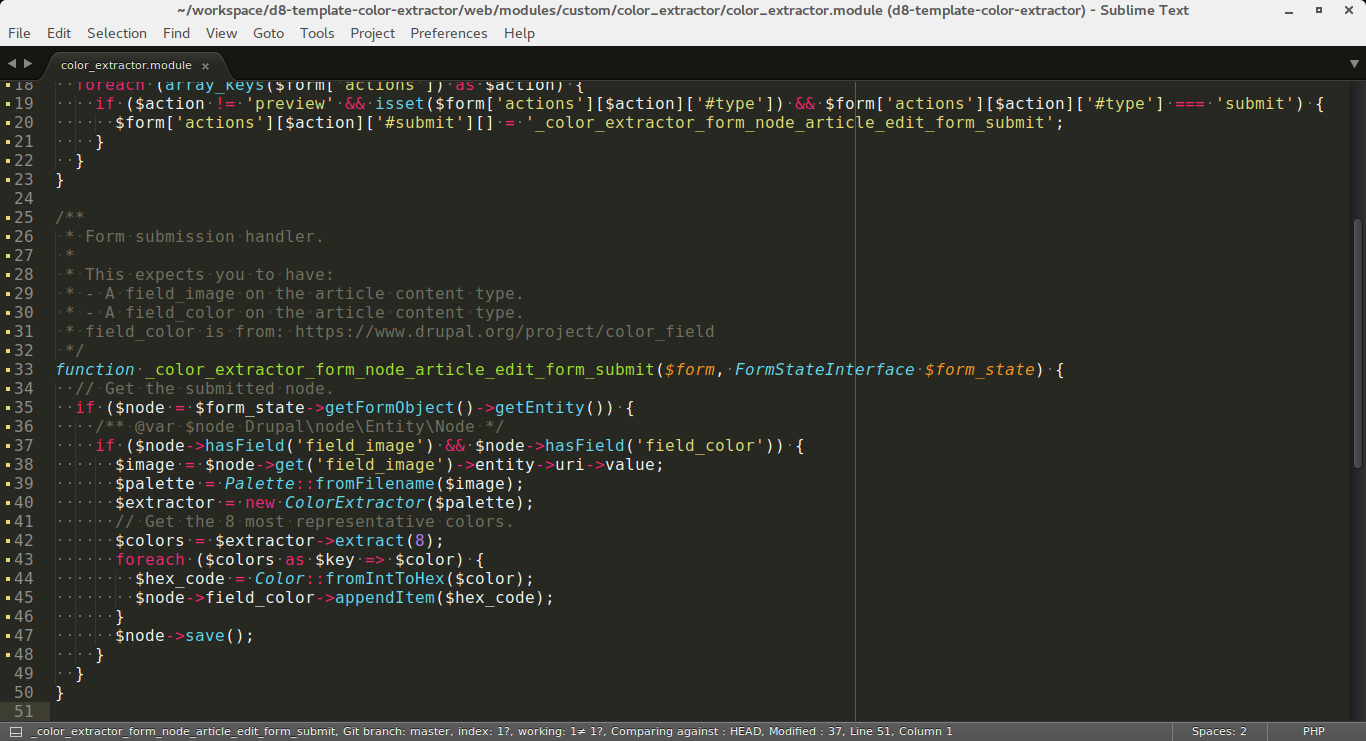 ~/workspace/d8-template-color-extractor/web/modules/custom/color_extractor/color_extractor.module (d8-template-color-extractor) - Sublime Text
File Edit Selection Find View Goto Tools Project Preferences Help
color_extractor.module ×
18 foreach (array_keys($form['actions']) as $action) {
19 if ($action != 'preview' && isset($form['actions'][$action]['#type']) && $form['actions'][$action]['#type'] === 'submit') {
20 $form['actions'][$action]['#submit'][] = '_color_extractor_form_node_article_edit_form_submit';
21 }
22 }
23 }
24
25 /**
26 * Form submission handler.
27 *
28 * This expects you to have:
29 * - A field_image on the article content type.
30 * - A field_color on the article content type.
31 * field_color is from: https://www.drupal.org/project/color_field
32 */
33 function _color_extractor_form_node_article_edit_form_submit($form, FormStateInterface $form_state) {
34 // Get the submitted node.
35 if ($node = $form_state->getFormObject()->getEntity()) {
36 /** @var $node Drupal\node\Entity\Node */
37 if ($node->hasField('field_image') && $node->hasField('field_color')) {
38 $image = $node->get('field_image')->entity->uri->value;
39 $palette = Palette::fromFilename($image);
40 $extractor = new ColorExtractor($palette);
41 // Get the 8 most representative colors.
42 $colors = $extractor->extract(8);
43 foreach ($colors as $key => $color) {
44 $hex_code = Color::fromIntToHex($color);
45 $node->field_color->appendItem($hex_code);
46 }
47 $node->save();
48 }
49 }
50 }
51
_color_extractor_form_node_article_edit_form_submit, Git branch: master, index: 1?, working: 1≠ 1?, Comparing against : HEAD, Modified : 37, Line 51, Column 1 Spaces: 2 PHP